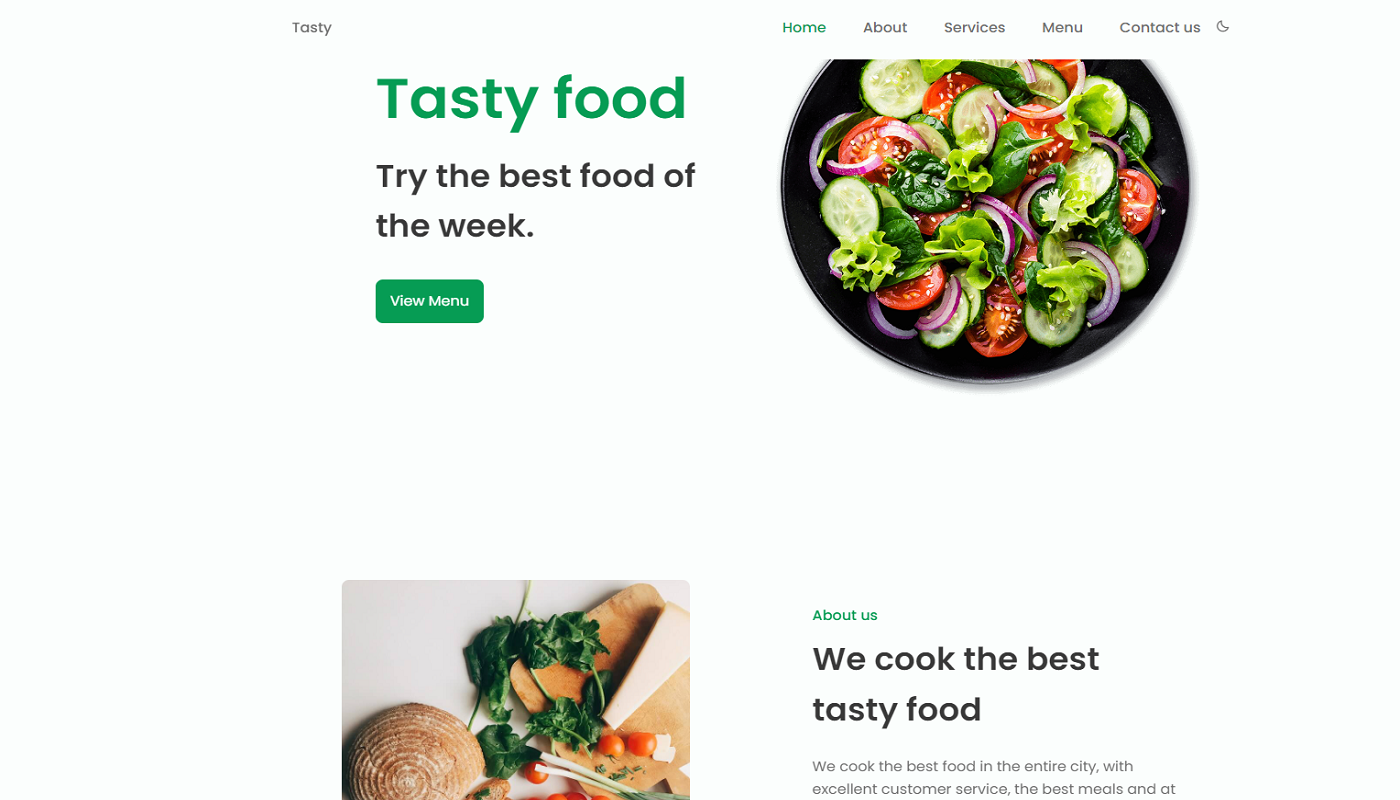 Tasty
Home About Services Menu Contact us
Tasty food
Try the best food of
the week.
View Menu
About us
We cook the best
tasty food
We cook the best food in the entire city, with
excellent customer service, the best meals and at